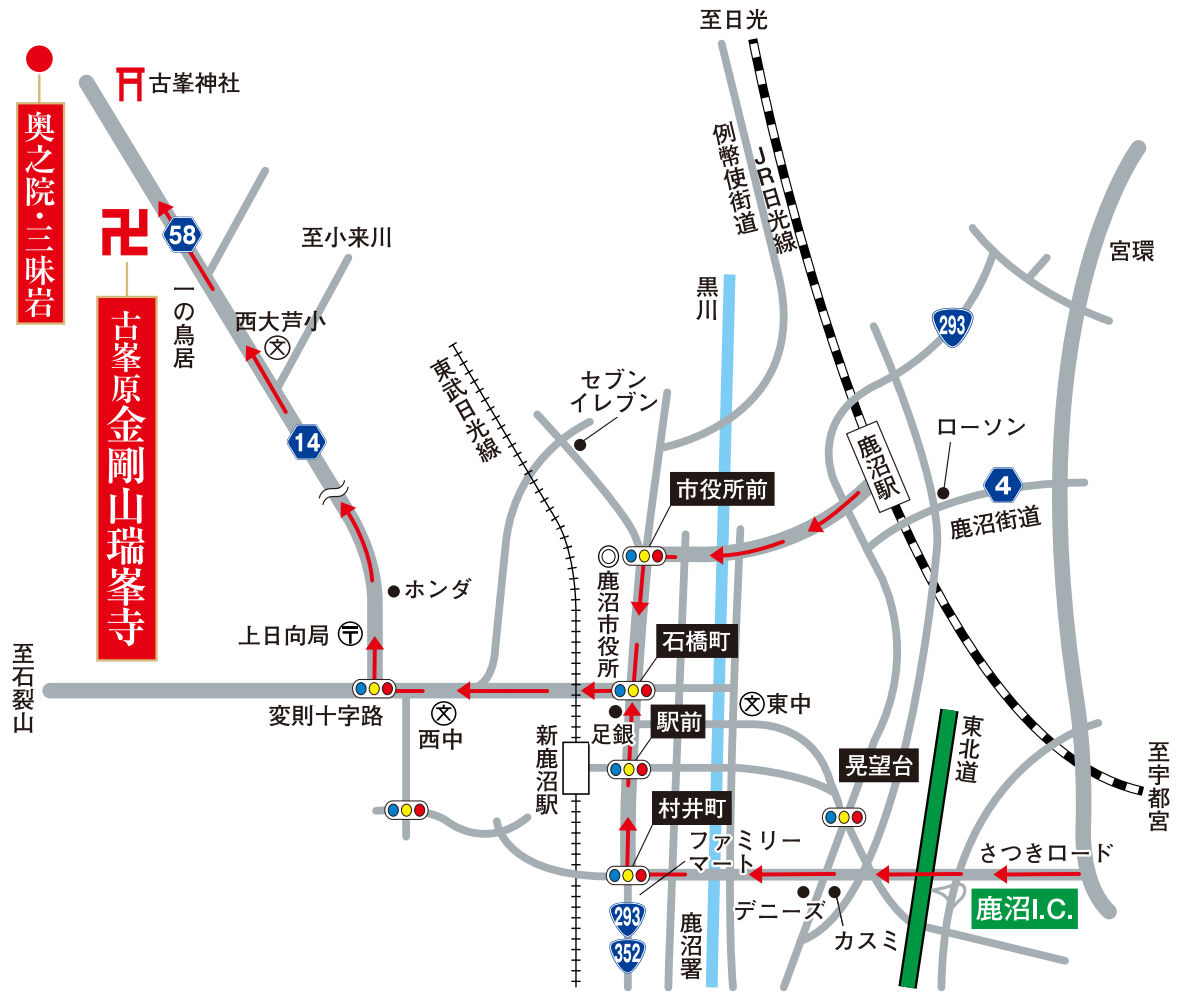 至日光
古峯神社
奥之院・三昧岩
58
至小来川
一の鳥居
西大芦小
文
14
古峯原金剛山瑞峯寺
例幣使街道
JR日光線
宮環
黒川
293
東武日光線
セブン
イレブン
ローソン
鹿沼駅
4
鹿沼街道
市役所前
鹿沼市役所
ホンダ
上日向局
〒
石橋町
至石裂山
変則十字路
文
西中
足銀
文
東中
駅前
新鹿沼駅
晃望台
東北道
至宇都宮
村井町
ファミリー
マート
さつきロード
デニーズ
カスミ
鹿沼I.C.
293
352
鹿沼署